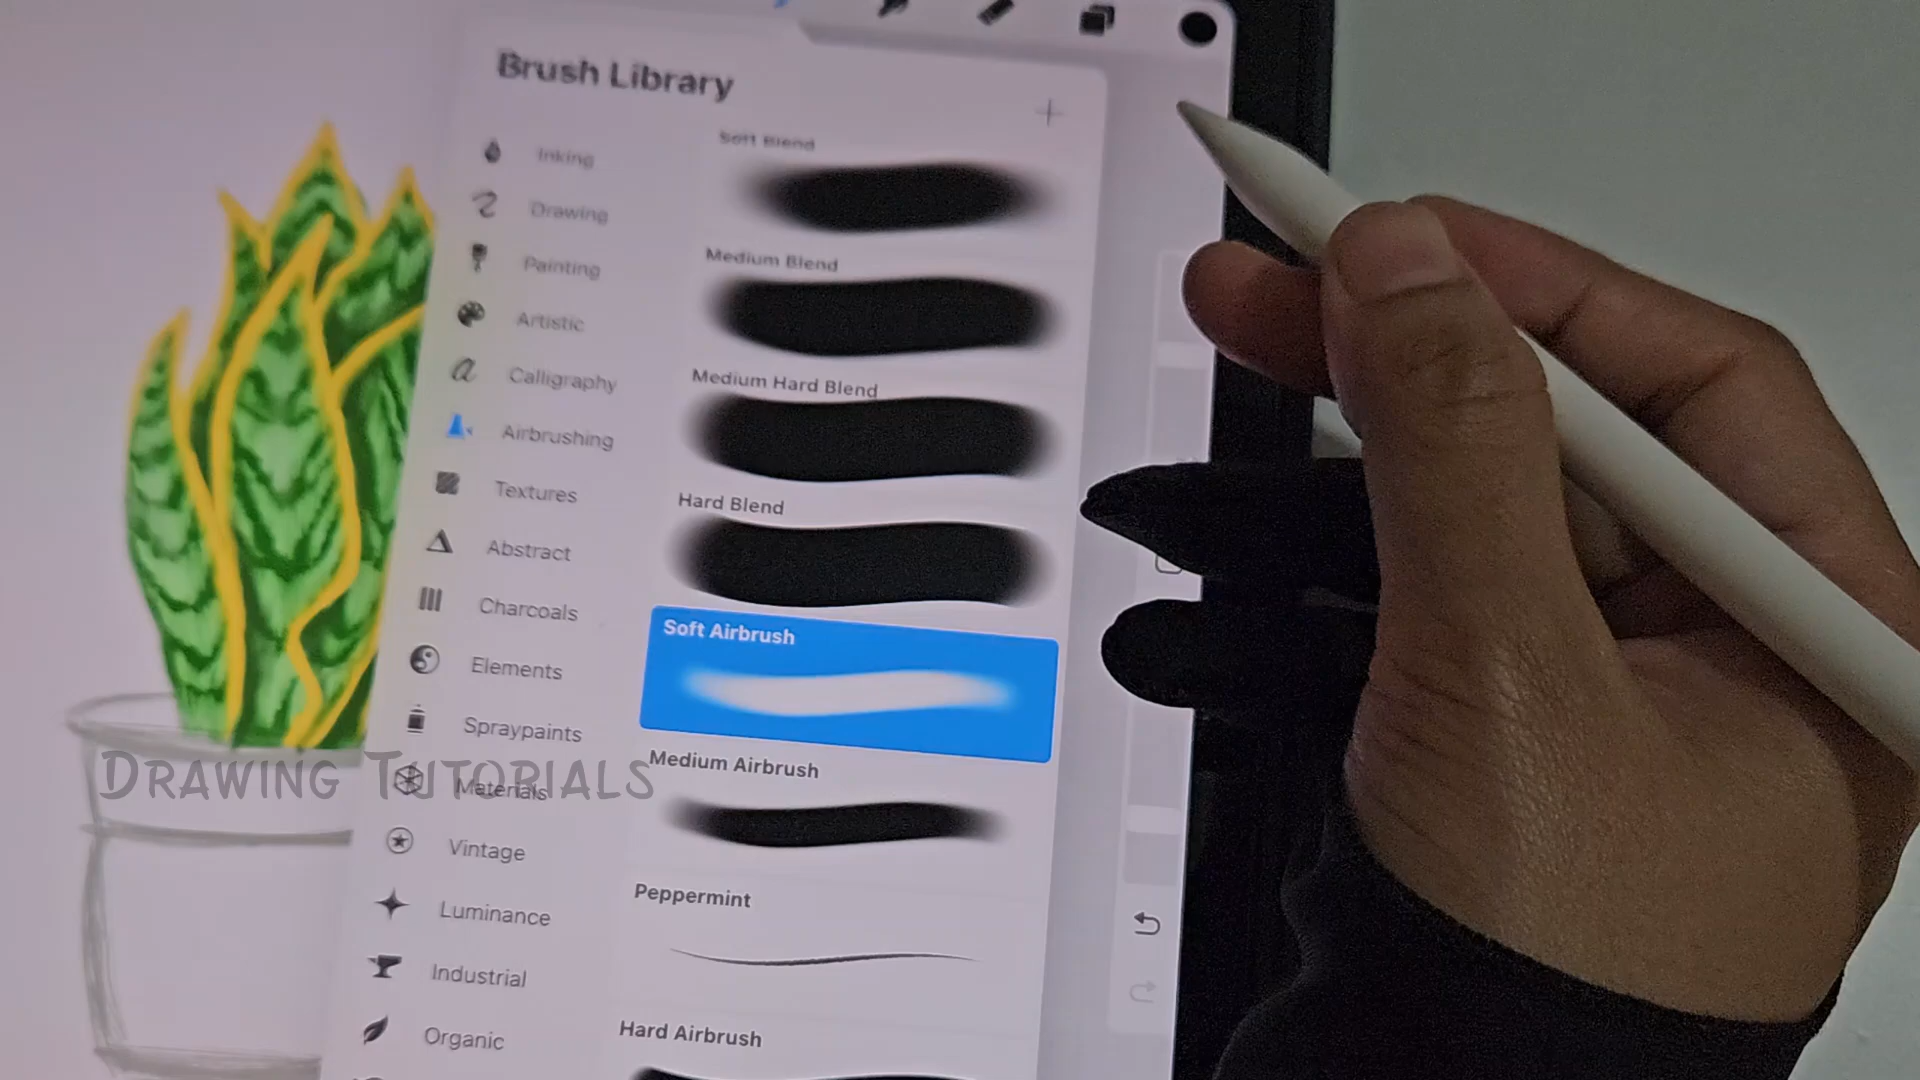 Brush Library
Inking
Drawing
Painting
Artistic
Calligraphy
Airbrushing
Textures
Abstract
Charcoals
Elements
Spraypaints
Materials
Vintage
Luminance
Industrial
Organic
Soft Blend
Medium Blend
Medium Hard Blend
Hard Blend
Soft Airbrush
Medium Airbrush
Peppermint
Hard Airbrush
DRAWING TUTORIALS